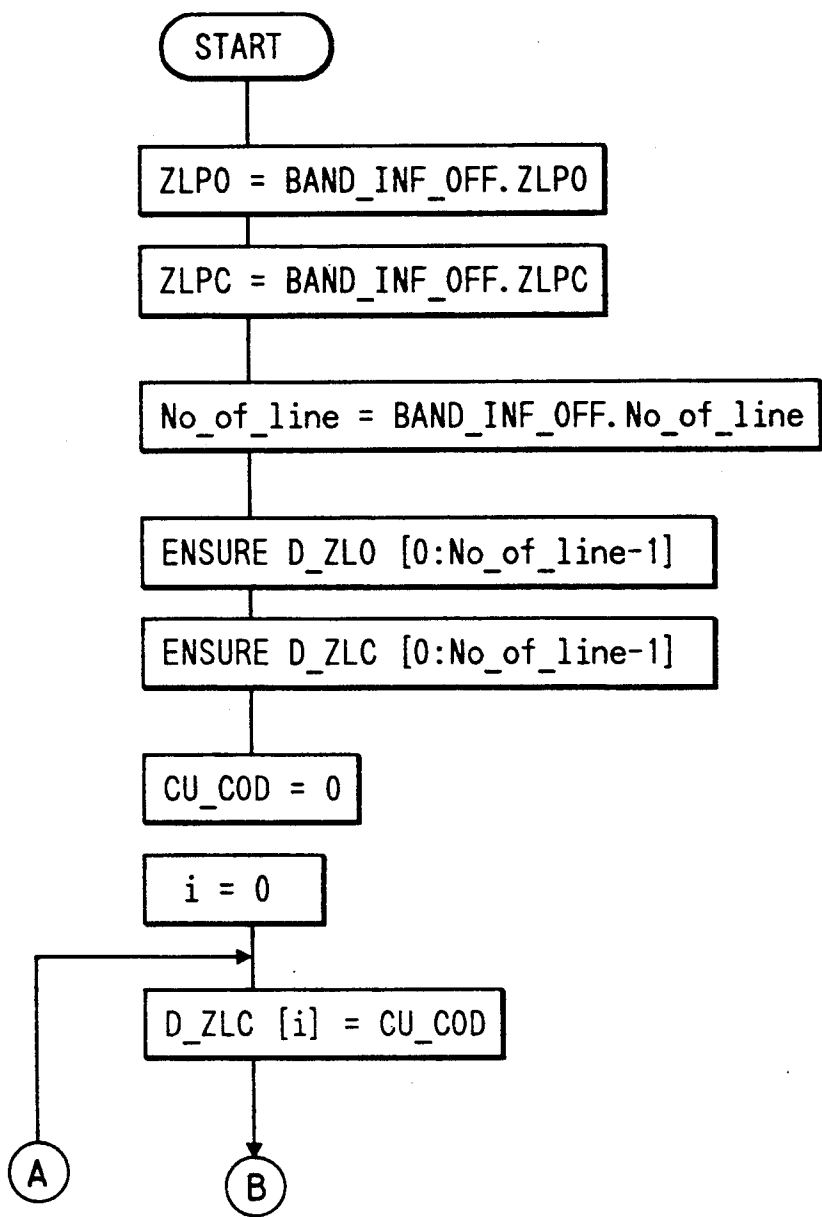 START
ZLPO = BAND_INF_OFF.ZLPO
ZLPC = BAND_INF_OFF.ZLPC
No_of_line = BAND_INF_OFF.No_of_line
ENSURE D_ZLO [0:No_of_line-1]
ENSURE D_ZLC [0:No_of_line-1]
CU_COD = 0
i = 0
D_ZLC [i] = CU_COD
A
B